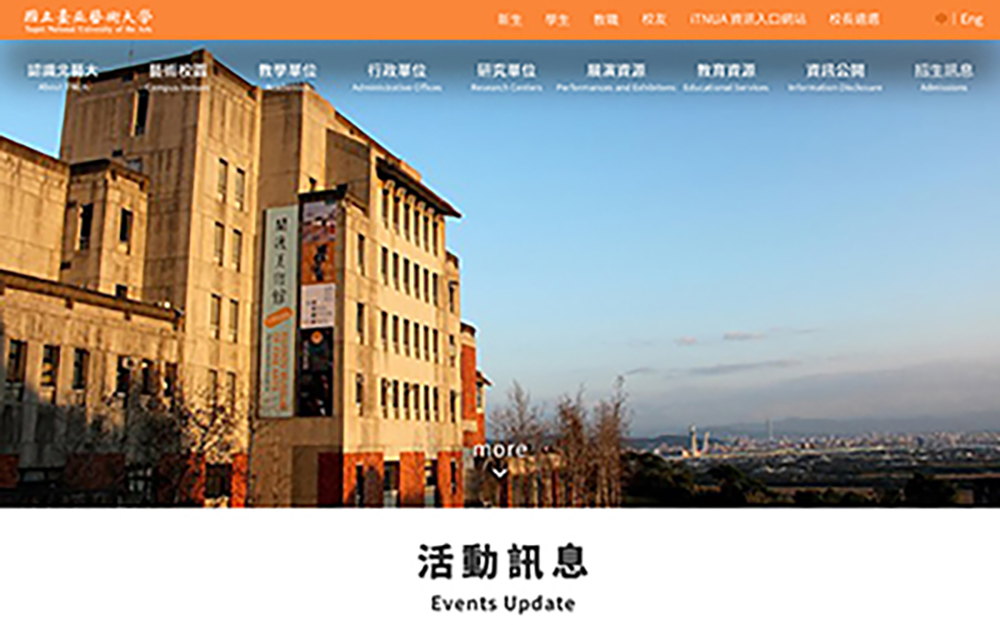 國立臺北藝術大學
Taipei National University of the Arts
新生 學生 教職 校友 iTNUA 資訊入口網站 校長遴選 中 | Eng
認識北藝大 藝術校園 教學單位 行政單位 研究單位 展演資源 教育資源 資訊公開 招生訊息
Campus Venues Administrative Offices Research Centers Performances and Exhibitions Educational Services Information Disclosure Admissions
關渡美術館
more
活動訊息
Events Update